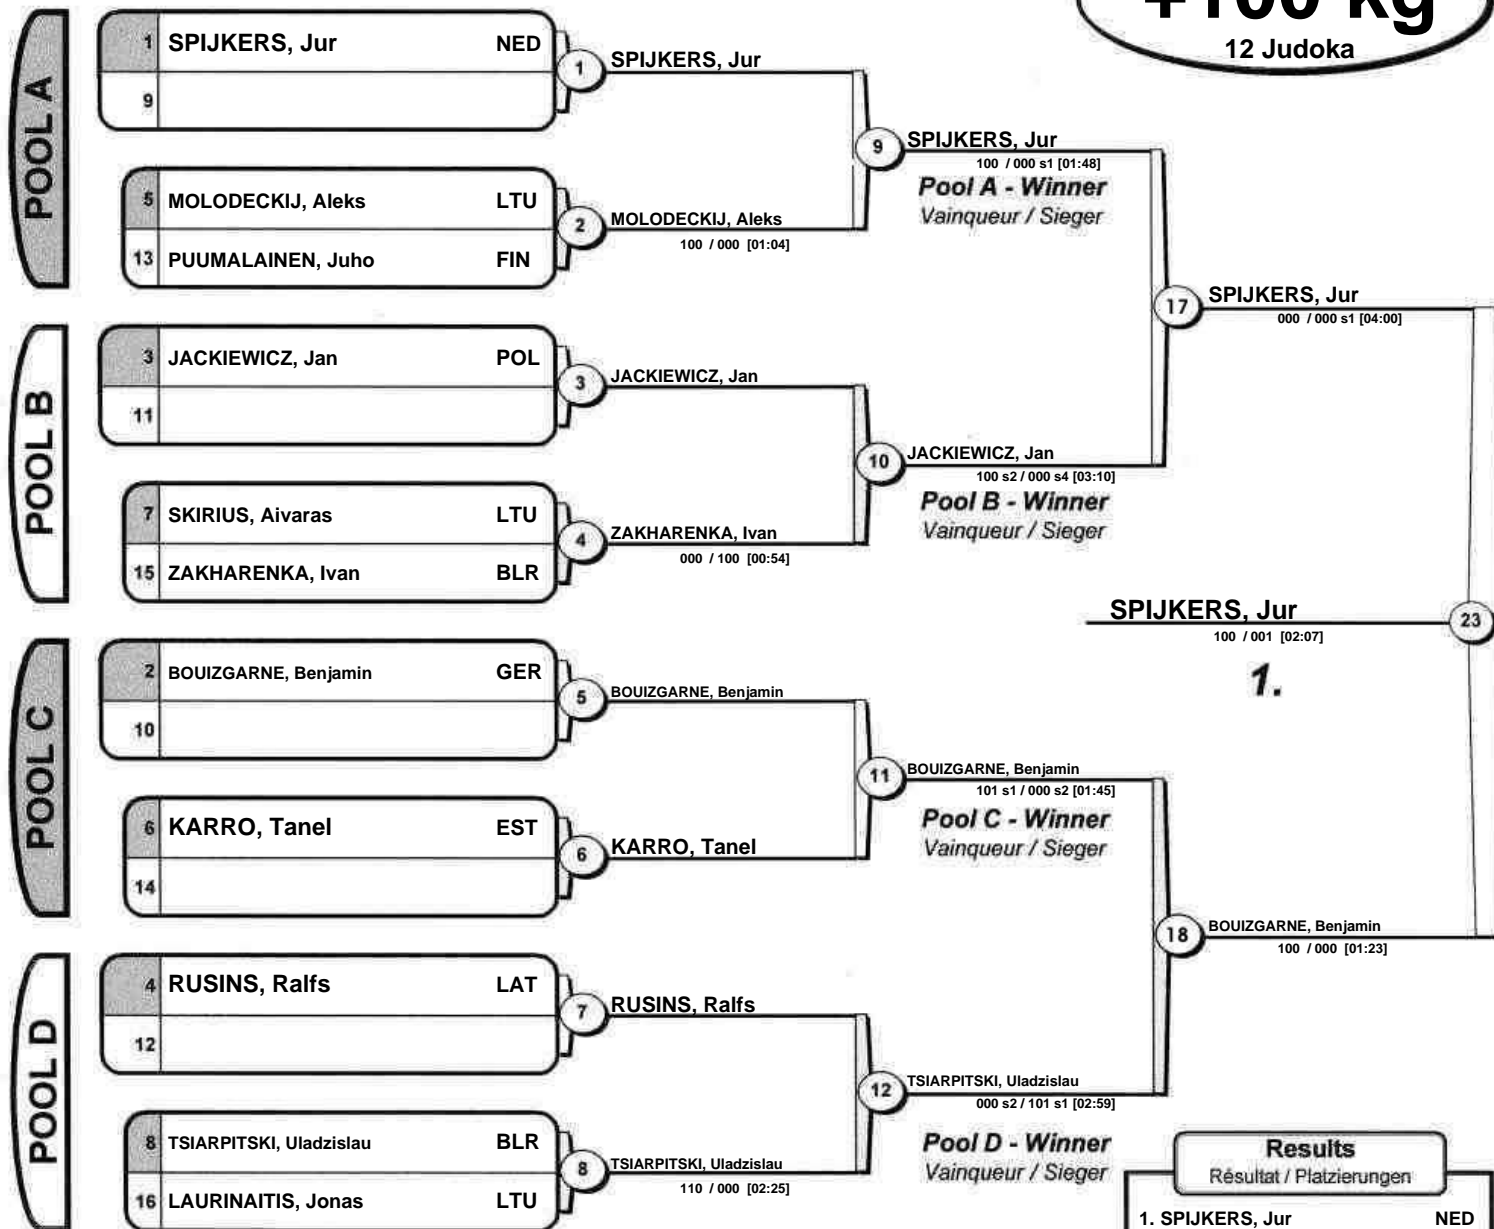 +100 kg
12 Judoka
POOL A
1 SPIJKERS, Jur NED
9
5 MOLODECKIJ, Aleks LTU
13 PUUMALAINEN, Juho FIN
1 SPIJKERS, Jur
2 MOLODECKIJ, Aleks
100 / 000 [01:04]
9 SPIJKERS, Jur
100 / 000 s1 [01:48]
Pool A - Winner
Vainqueur / Sieger
POOL B
3 JACKIEWICZ, Jan POL
11
7 SKIRIUS, Aivaras LTU
15 ZAKHARENKA, Ivan BLR
3 JACKIEWICZ, Jan
4 ZAKHARENKA, Ivan
000 / 100 [00:54]
10 JACKIEWICZ, Jan
100 s2 / 000 s4 [03:10]
Pool B - Winner
Vainqueur / Sieger
17 SPIJKERS, Jur
000 / 000 s1 [04:00]
SPIJKERS, Jur 23
100 / 001 [02:07]
1.
POOL C
2 BOUIZGARNE, Benjamin GER
10
6 KARRO, Tanel EST
14
5 BOUIZGARNE, Benjamin
6 KARRO, Tanel
11 BOUIZGARNE, Benjamin
101 s1 / 000 s2 [01:45]
Pool C - Winner
Vainqueur / Sieger
18 BOUIZGARNE, Benjamin
100 / 000 [01:23]
POOL D
4 RUSINS, Ralfs LAT
12
8 TSIARPITSKI, Uladzislau BLR
16 LAURINAITIS, Jonas LTU
7 RUSINS, Ralfs
8 TSIARPITSKI, Uladzislau
110 / 000 [02:25]
12 TSIARPITSKI, Uladzislau
000 s2 / 101 s1 [02:59]
Pool D - Winner
Vainqueur / Sieger
Results
Résultat / Platzierungen
1. SPIJKERS, Jur NED